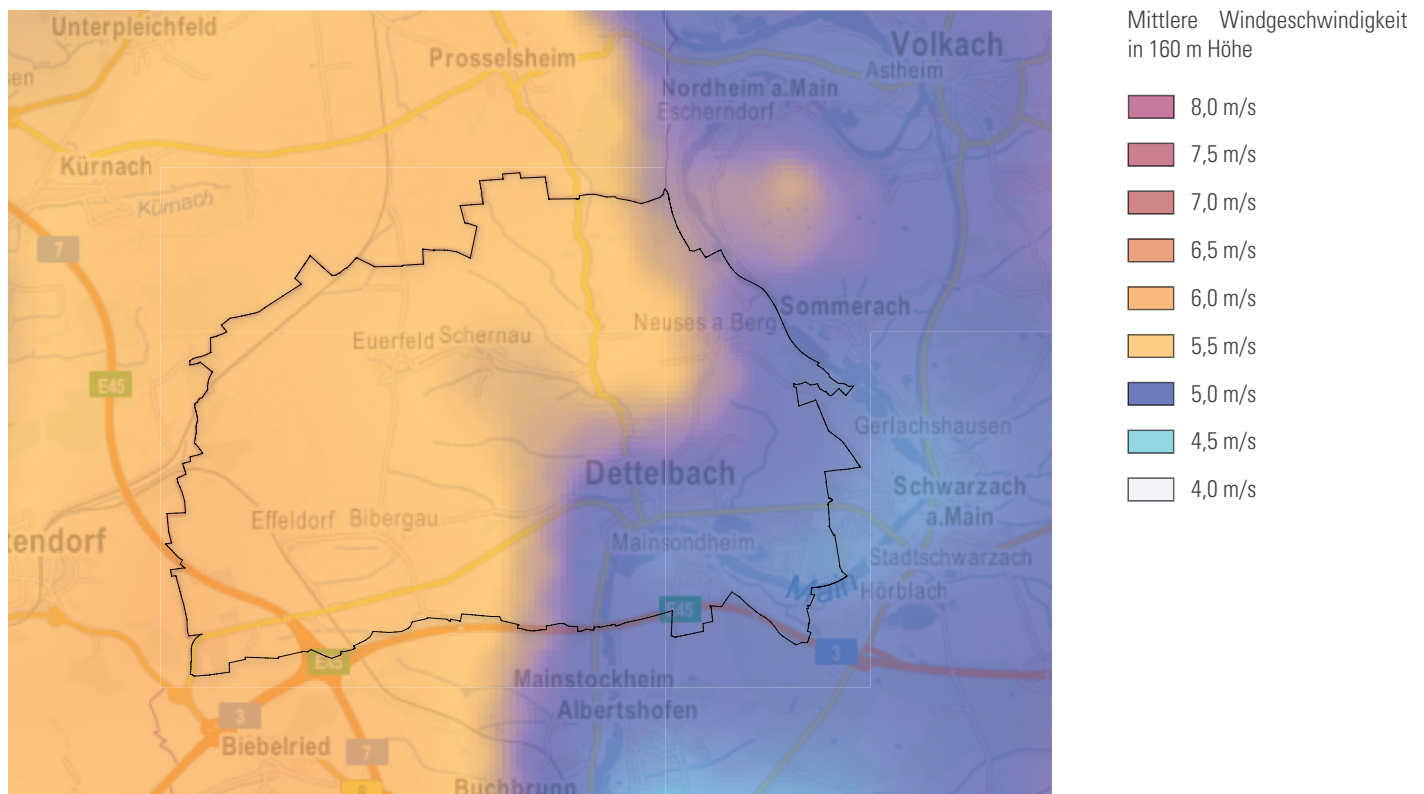 Unterpleichfeld
Prosselsheim
Volkach
Astheim
Nordheim a.Main
Escherndorf
sen
Kürnach
Kürnach
7
E45
Sommerach
Neuses a.Berg
Euerfeld Schernau
Gerlachshausen
Dettelbach
Schwarzach
a.Main
Effeldorf Bibergau
tendorf
Mainsondheim
Stadtschwarzach
Main
Hörblach
E45
3
E45
Mainstockheim
Albertshofen
3
Biebelried
7
Buchbrunn
8
Mittlere Windgeschwindigkeit
in 160 m Höhe
8,0 m/s
7,5 m/s
7,0 m/s
6,5 m/s
6,0 m/s
5,5 m/s
5,0 m/s
4,5 m/s
4,0 m/s